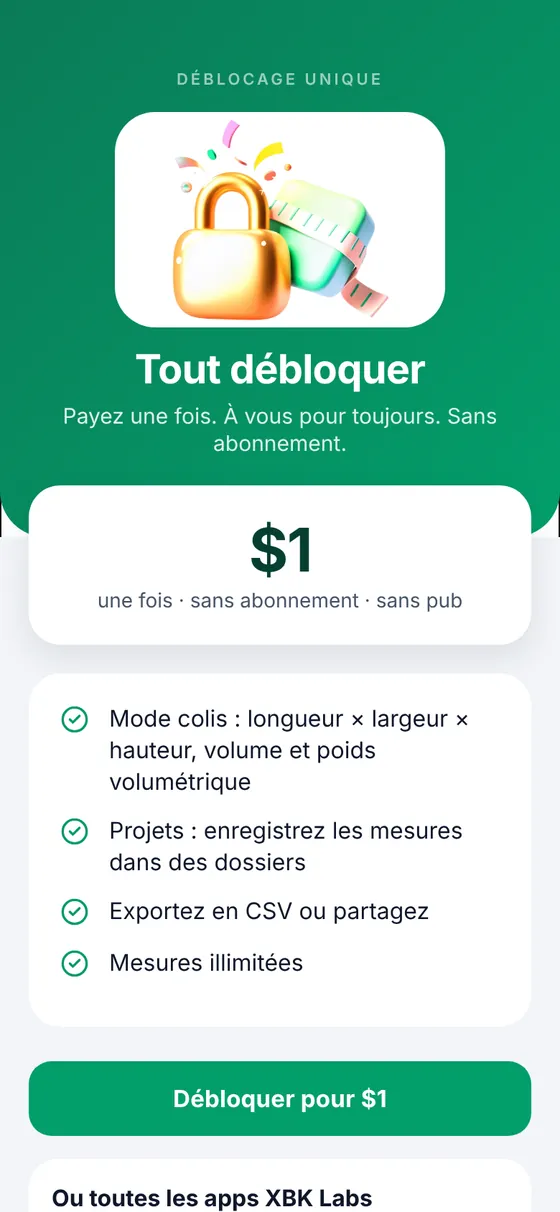 DÉBLOCAGE UNIQUE
Tout débloquer
Payez une fois. À vous pour toujours. Sans
abonnement.
$1
une fois · sans abonnement · sans pub
Mode colis : longueur × largeur ×
hauteur, volume et poids
volumétrique
Projets : enregistrez les mesures
dans des dossiers
Exportez en CSV ou partagez
Mesures illimitées
Débloquer pour $1
Ou toutes les apps XBK Labs